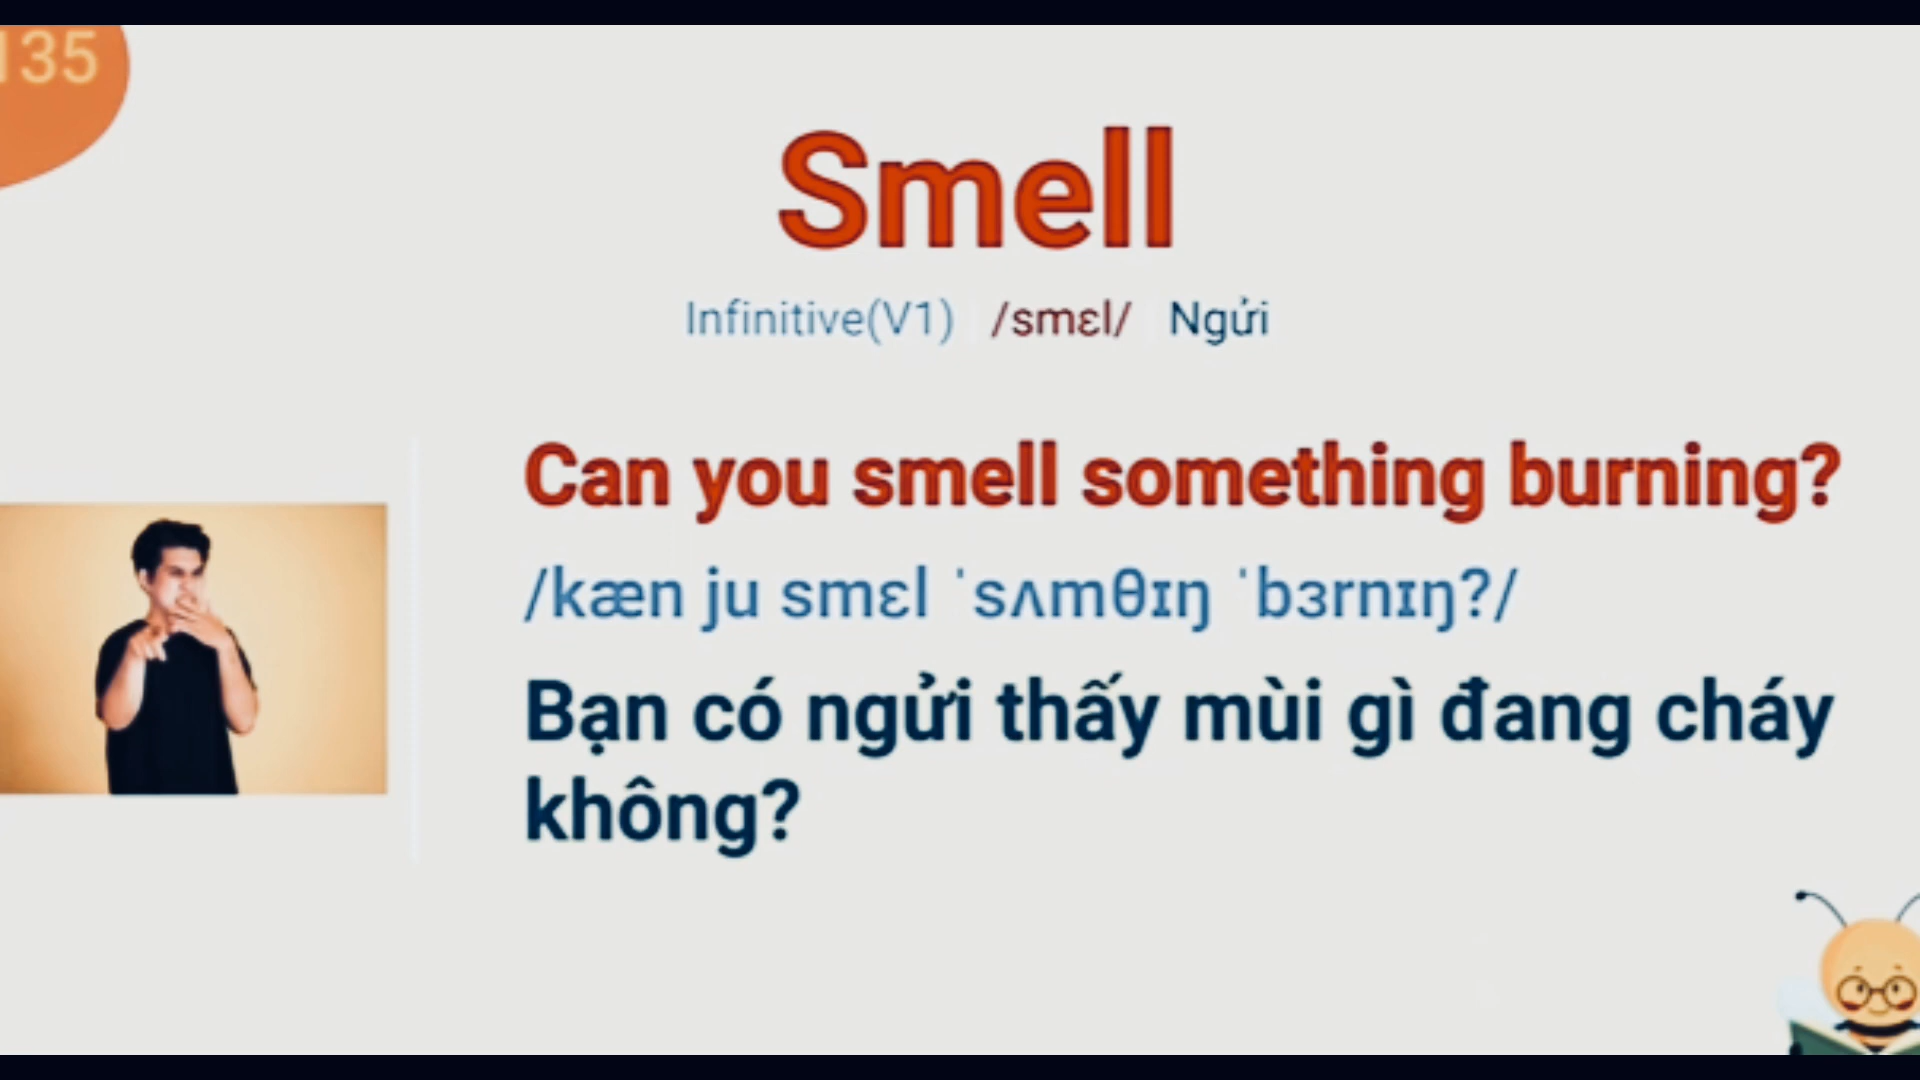 135
Smell
Infinitive(V1) /smɛl/ Ngửi
Can you smell something burning?
/kæn ju smɛl ˈsʌmθɪŋ ˈbɜrnɪŋ?/
Bạn có ngửi thấy mùi gì đang cháy
không?